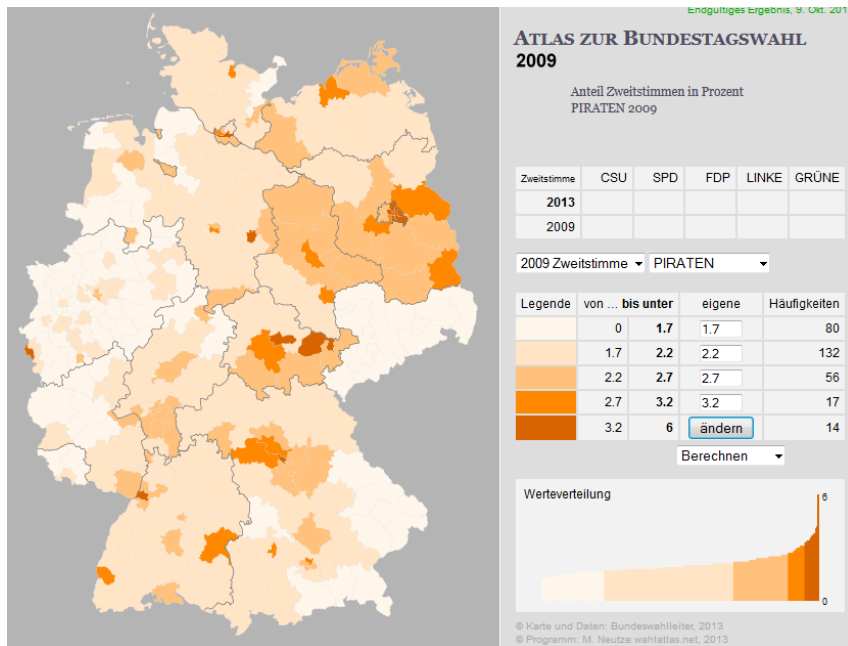 Endgültiges Ergebnis, 9. Okt. 201
ATLAS ZUR BUNDESTAGSWAHL
2009
Anteil Zweitstimmen in Prozent
PIRATEN 2009
Zweitstimme CSU SPD FDP LINKE GRÜNE
2013
2009
2009 Zweitstimme PIRATEN
Legende von ... bis unter eigene Häufigkeiten
0 1.7 1.7 80
1.7 2.2 2.2 132
2.2 2.7 2.7 56
2.7 3.2 3.2 17
3.2 6 ändern 14
Berechnen
Werteverteilung
6
0
© Karte und Daten: Bundeswahlleiter, 2013
© Programm: M. Neutze wahlatlas.net, 2013